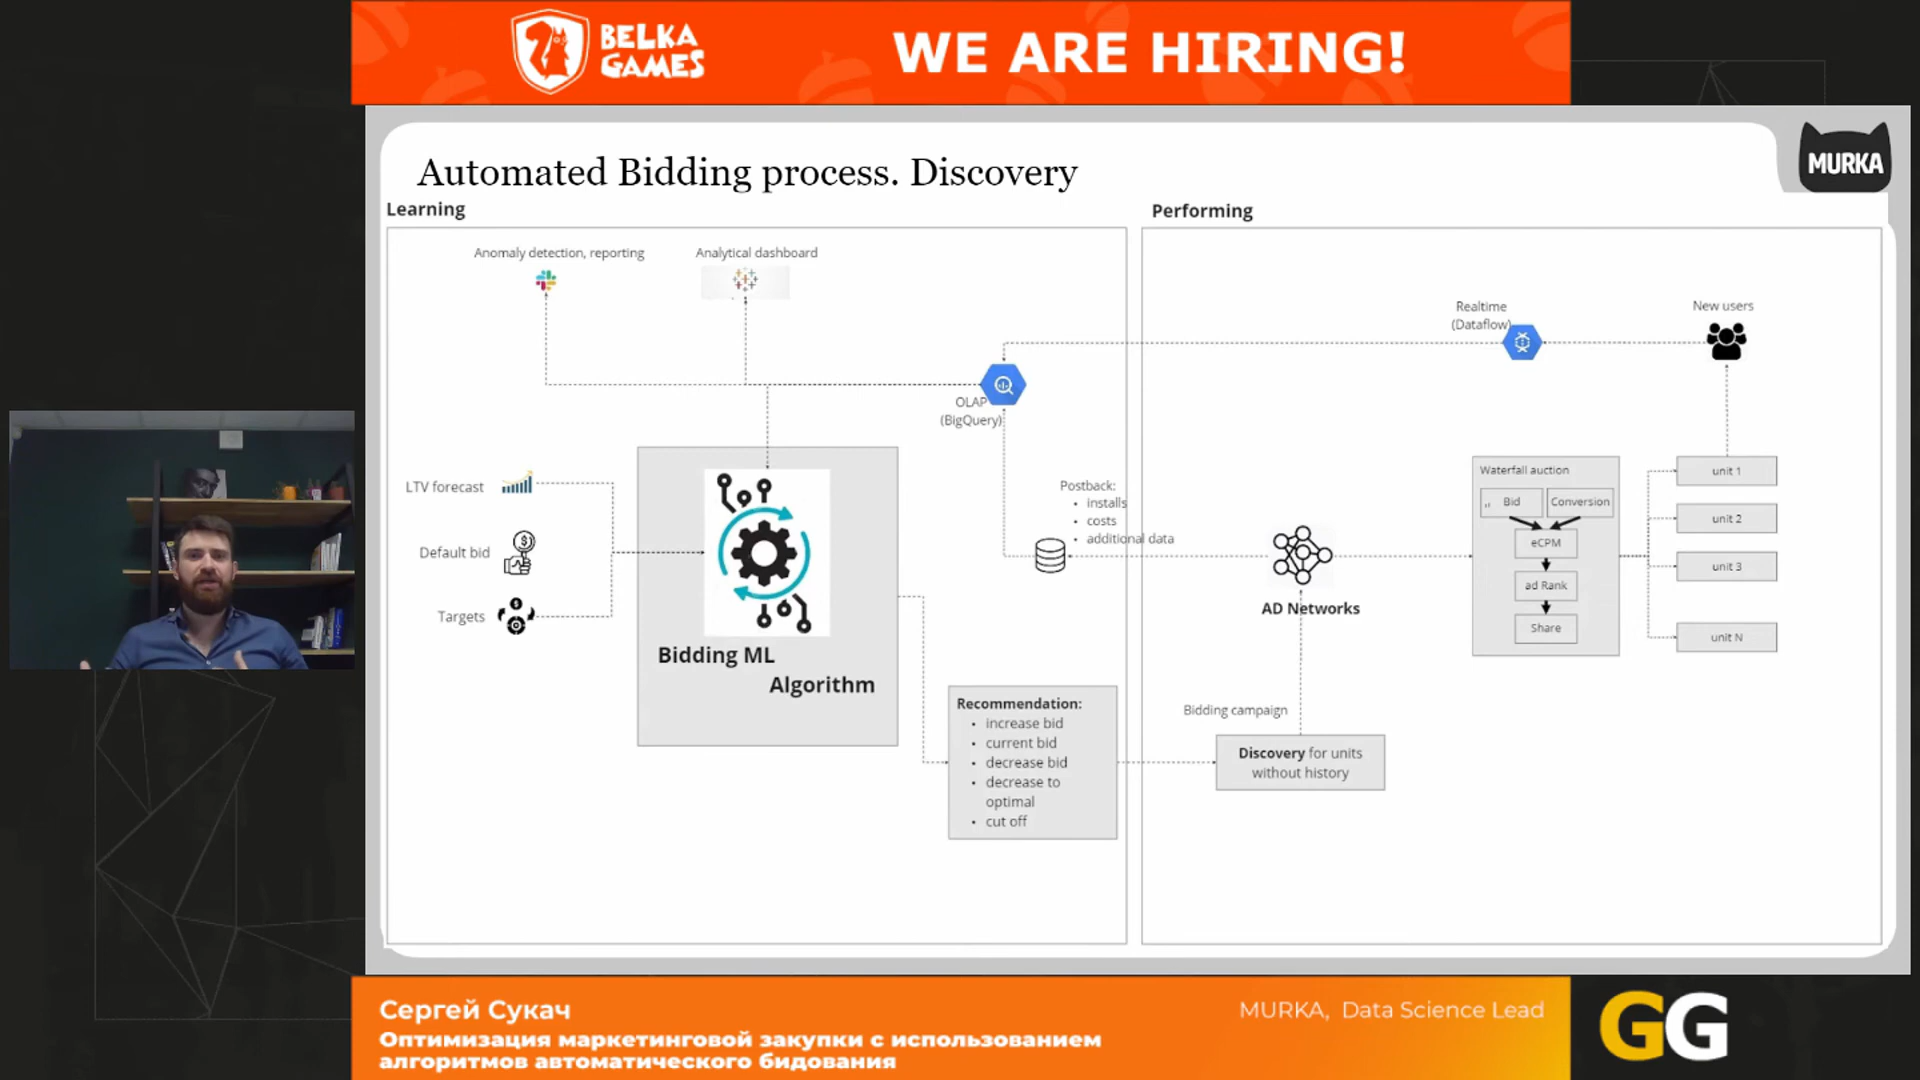 BELKA
GAMES
WE ARE HIRING!
MURKA
Automated Bidding process. Discovery
Learning
Performing
Anomaly detection, reporting
Analytical dashboard
Realtime
(Dataflow)
New users
OLAP
(BigQuery)
LTV forecast
Default bid
Targets
Bidding ML
Algorithm
Postback:
• installs
• costs
• additional data
AD Networks
Waterfall auction
Bid
Conversion
eCPM
ad Rank
Share
unit 1
unit 2
unit 3
unit N
Recommendation:
• increase bid
• current bid
• decrease bid
• decrease to
optimal
• cut off
Bidding campaign
Discovery for units
without history
Сергей Сукач
MURKA, Data Science Lead
Оптимизация маркетинговой закупки с использованием
алгоритмов автоматического бидования
GG